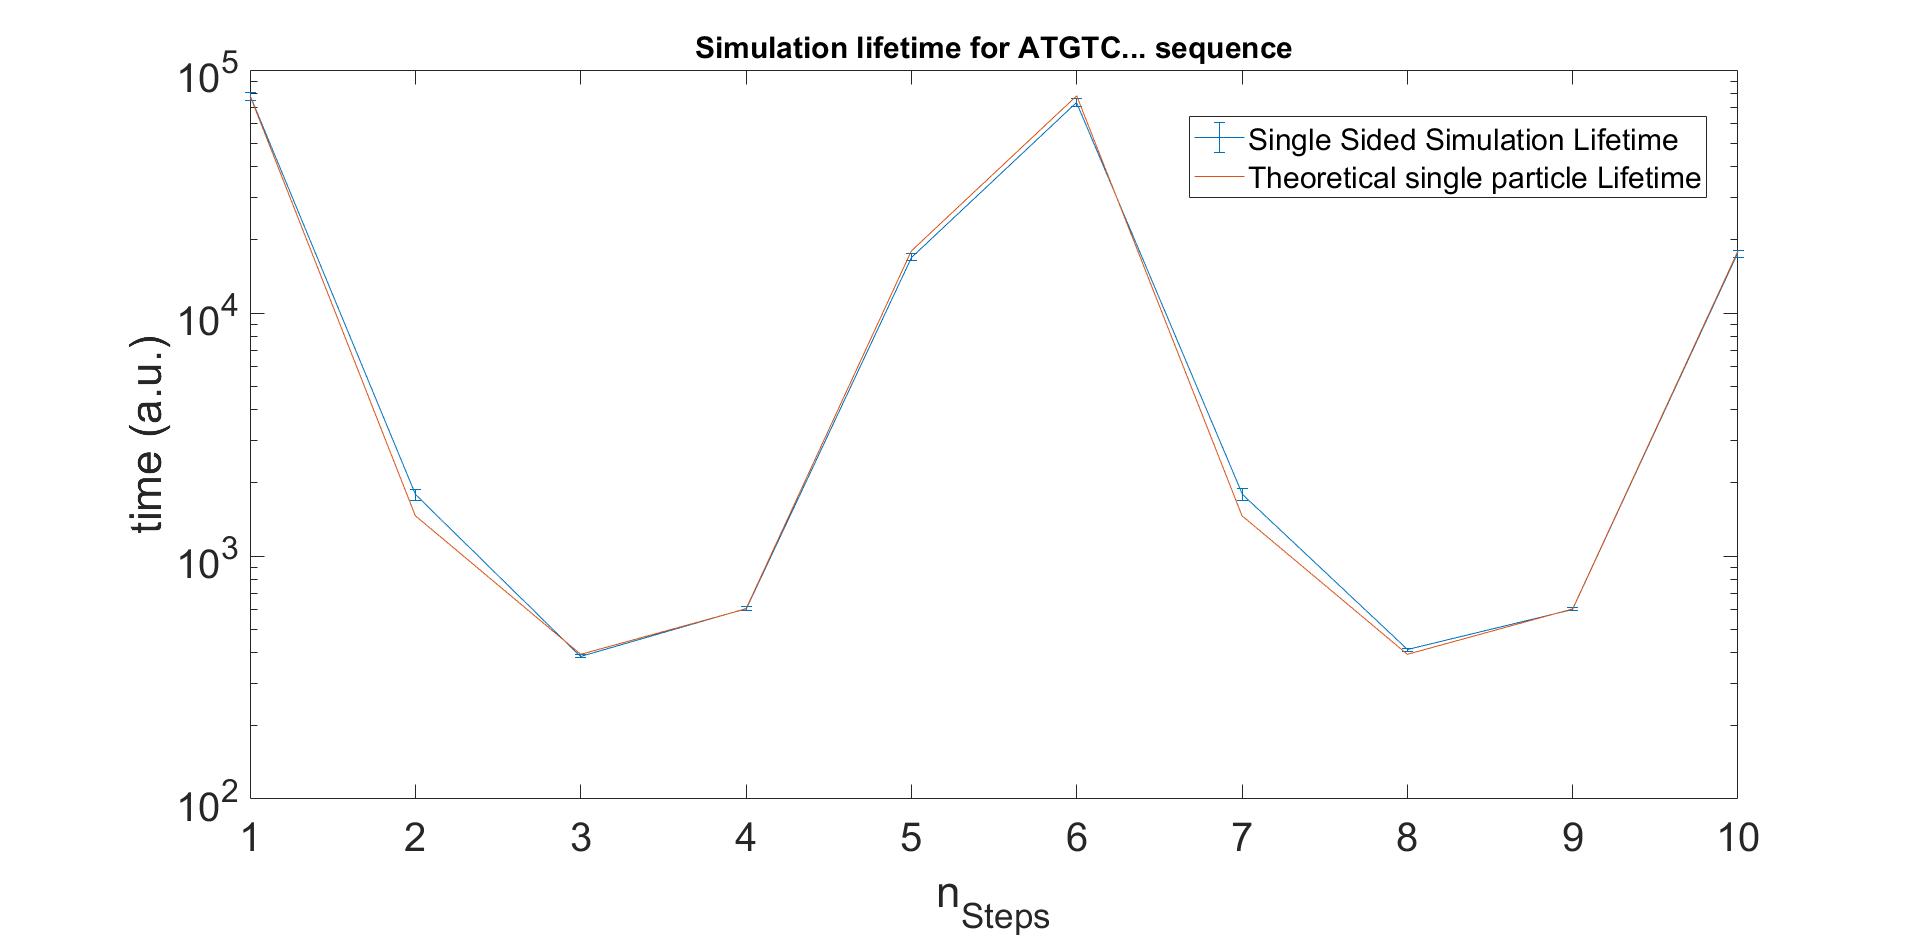 Simulation lifetime for ATGTC... sequence
10^5
10^4
10^3
10^2
time (a.u.)
Single Sided Simulation Lifetime
Theoretical single particle Lifetime
1 2 3 4 5 6 7 8 9 10
n_Steps